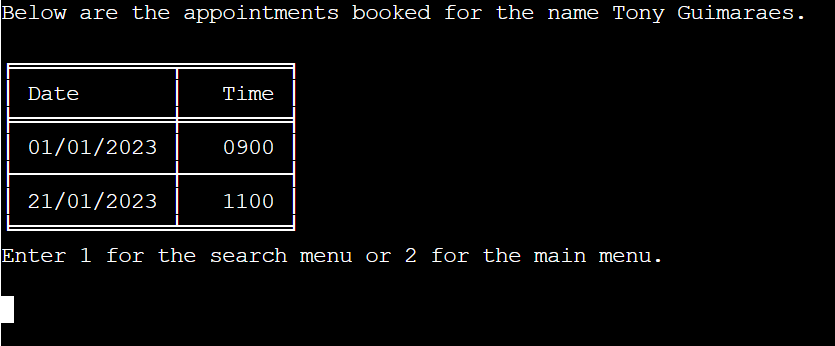 Below are the appointments booked for the name Tony Guimaraes.
Date Time
01/01/2023 0900
21/01/2023 1100
Enter 1 for the search menu or 2 for the main menu.